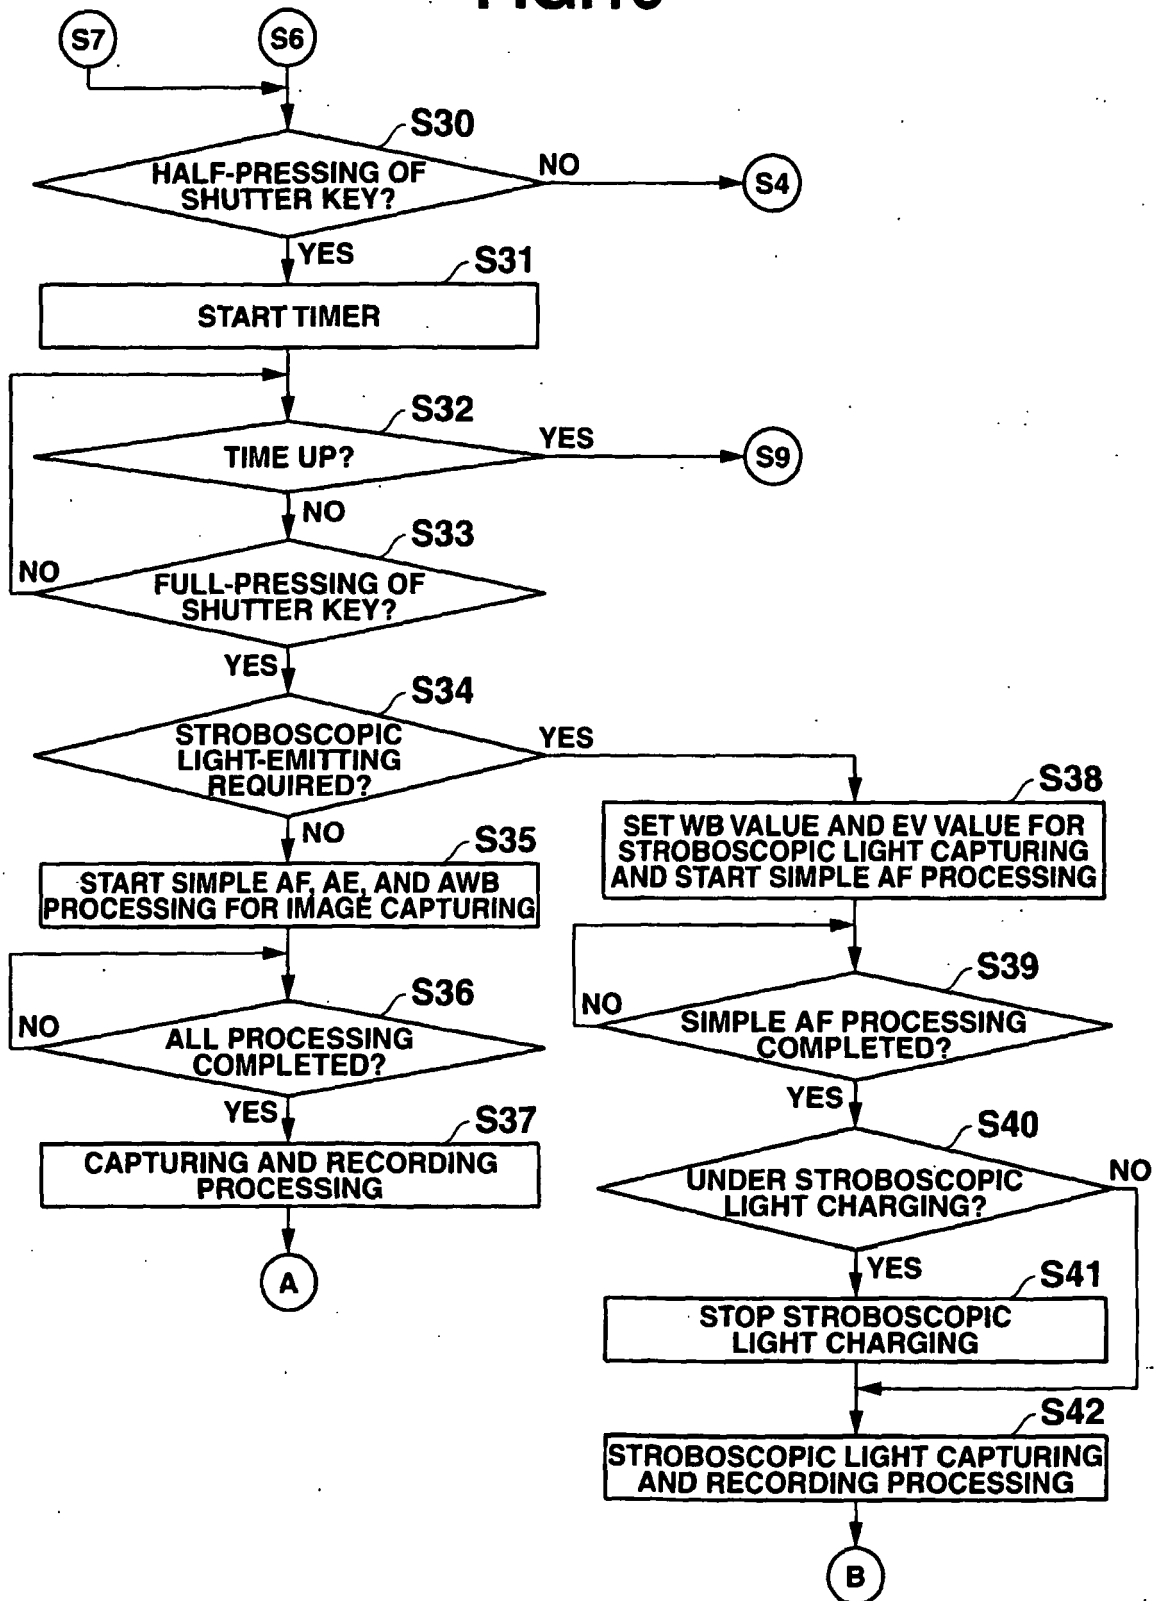 S7
S6
S30
HALF-PRESSING OF
SHUTTER KEY?
NO
S4
YES
S31
START TIMER
S32
TIME UP?
YES
S9
NO
S33
FULL-PRESSING OF
SHUTTER KEY?
NO
YES
S34
STROBOSCOPIC
LIGHT-EMITTING
REQUIRED?
YES
NO
S35
START SIMPLE AF, AE, AND AWB
PROCESSING FOR IMAGE CAPTURING
S36
ALL PROCESSING
COMPLETED?
NO
YES
S37
CAPTURING AND RECORDING
PROCESSING
A
S38
SET WB VALUE AND EV VALUE FOR
STROBOSCOPIC LIGHT CAPTURING
AND START SIMPLE AF PROCESSING
S39
SIMPLE AF PROCESSING
COMPLETED?
NO
YES
S40
UNDER STROBOSCOPIC
LIGHT CHARGING?
NO
YES
S41
STOP STROBOSCOPIC
LIGHT CHARGING
S42
STROBOSCOPIC LIGHT CAPTURING
AND RECORDING PROCESSING
B